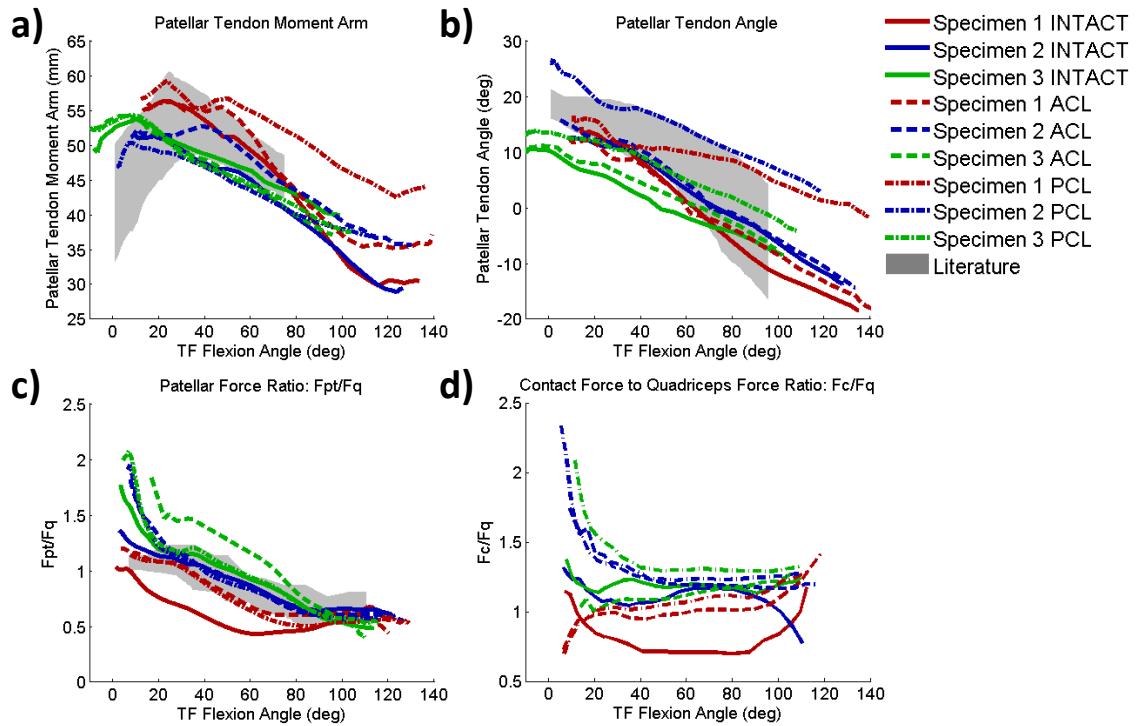 a)
Patellar Tendon Moment Arm
Patellar Tendon Moment Arm (mm)
65
60
55
50
45
40
35
30
25
0 20 40 60 80 100 120 140
TF Flexion Angle (deg)
b)
Patellar Tendon Angle
Patellar Tendon Angle (deg)
30
20
10
0
-10
-20
0 20 40 60 80 100 120 140
TF Flexion Angle (deg)
Specimen 1 INTACT
Specimen 2 INTACT
Specimen 3 INTACT
Specimen 1 ACL
Specimen 2 ACL
Specimen 3 ACL
Specimen 1 PCL
Specimen 2 PCL
Specimen 3 PCL
Literature
c)
Patellar Force Ratio: Fpt/Fq
Fpt/Fq
2.5
2
1.5
1
0.5
0
0 20 40 60 80 100 120 140
TF Flexion Angle (deg)
d)
Contact Force to Quadriceps Force Ratio: Fc/Fq
Fc/Fq
2.5
2
1.5
1
0.5
0 20 40 60 80 100 120 140
TF Flexion Angle (deg)